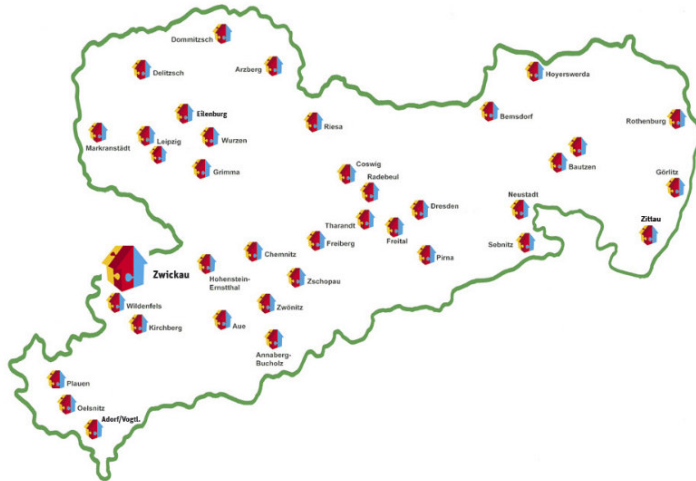 Dommitzsch
Delitzsch
Arzberg
Hoyerswerda
Eilenburg
Bernsdorf
Rothenburg
Riesa
Markranstädt
Leipzig
Wurzen
Bautzen
Grimma
Coswig
Radebeul
Görlitz
Dresden
Neustadt
Zittau
Tharandt
Freital
Freiberg
Sebnitz
Chemnitz
Pirna
Zwickau
Hohenstein-
Ernstthal
Zschopau
Wildenfels
Zwönitz
Kirchberg
Aue
Annaberg-
Bucholz
Plauen
Oelsnitz
Adorf/Vogtl.